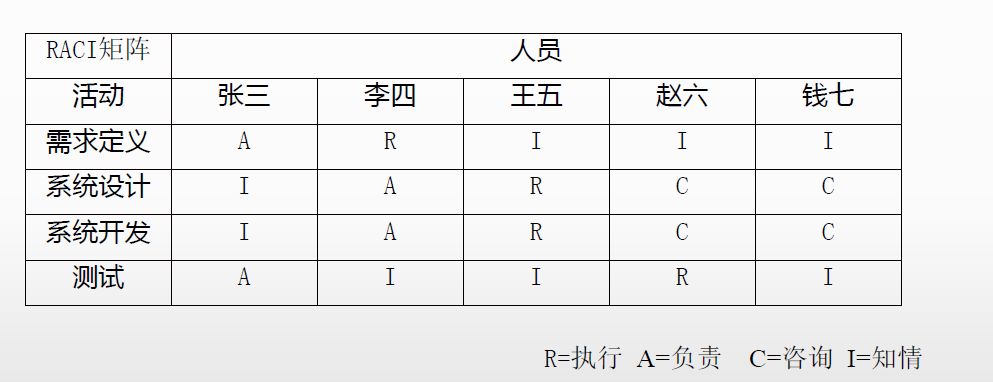 RACI矩阵 人员
活动 张三 李四 王五 赵六 钱七
需求定义 A R I I I
系统设计 I A R C C
系统开发 I A R C C
测试 A I I R I
R=执行 A=负责 C=咨询 I=知情